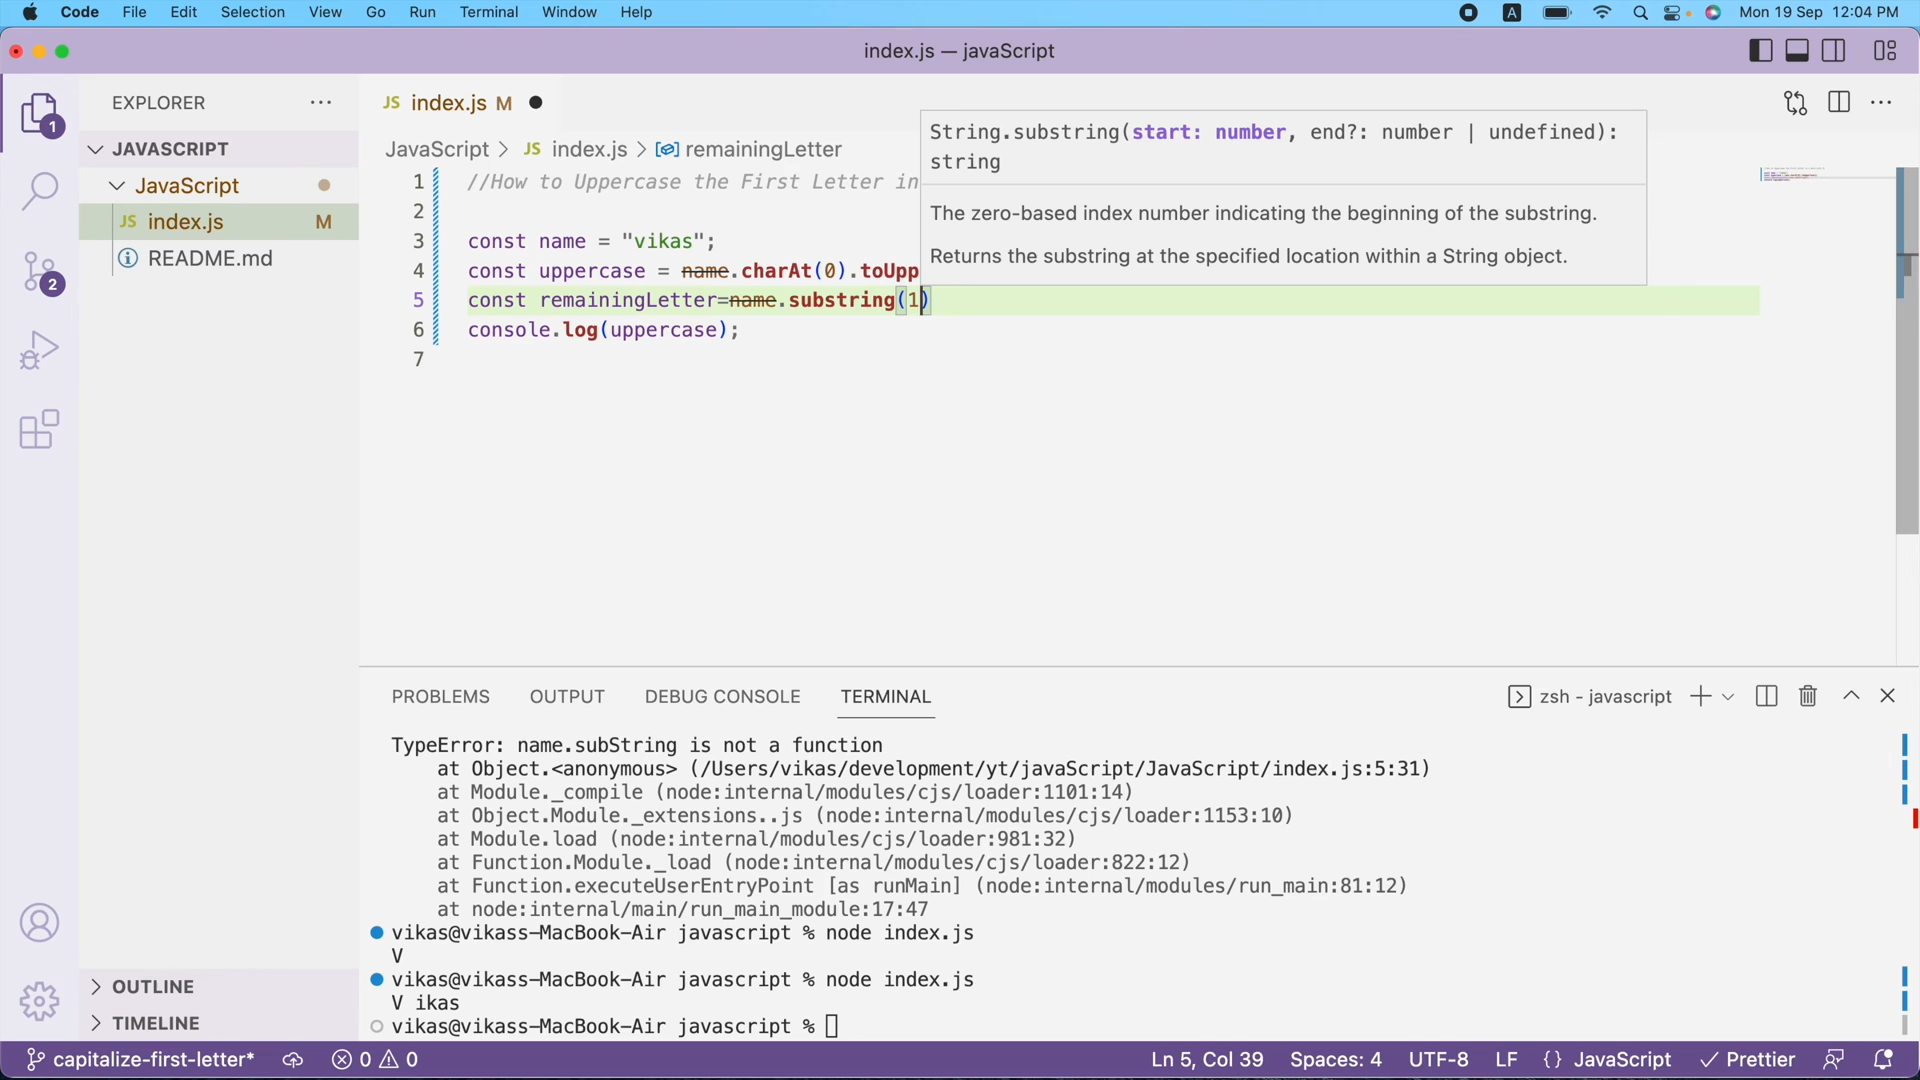 Code File Edit Selection View Go Run Terminal Window Help
A
Mon 19 Sep 12:04 PM
index.js — javaScript
EXPLORER
JS index.js M
1
String.substring(start: number, end?: number | undefined):
string
The zero-based index number indicating the beginning of the substring.
Returns the substring at the specified location within a String object.
JAVASCRIPT
JavaScript > JS index.js > remainingLetter
JavaScript
JS index.js M
README.md
2
1 //How to Uppercase the First Letter in
2
3 const name = "vikas";
4 const uppercase = name.charAt(0).toUpp
5 const remainingLetter=name.substring(1)
6 console.log(uppercase);
7
PROBLEMS OUTPUT DEBUG CONSOLE TERMINAL
zsh - javascript
TypeError: name.subString is not a function
at Object.<anonymous> (/Users/vikas/development/yt/javaScript/JavaScript/index.js:5:31)
at Module._compile (node:internal/modules/cjs/loader:1101:14)
at Object.Module._extensions..js (node:internal/modules/cjs/loader:1153:10)
at Module.load (node:internal/modules/cjs/loader:981:32)
at Function.Module._load (node:internal/modules/cjs/loader:822:12)
at Function.executeUserEntryPoint [as runMain] (node:internal/modules/run_main:81:12)
at node:internal/main/run_main_module:17:47
vikas@vikass-MacBook-Air javascript % node index.js
V
vikas@vikass-MacBook-Air javascript % node index.js
V ikas
vikas@vikass-MacBook-Air javascript %
OUTLINE
TIMELINE
capitalize-first-letter* 0 0
Ln 5, Col 39 Spaces: 4 UTF-8 LF {} JavaScript Prettier